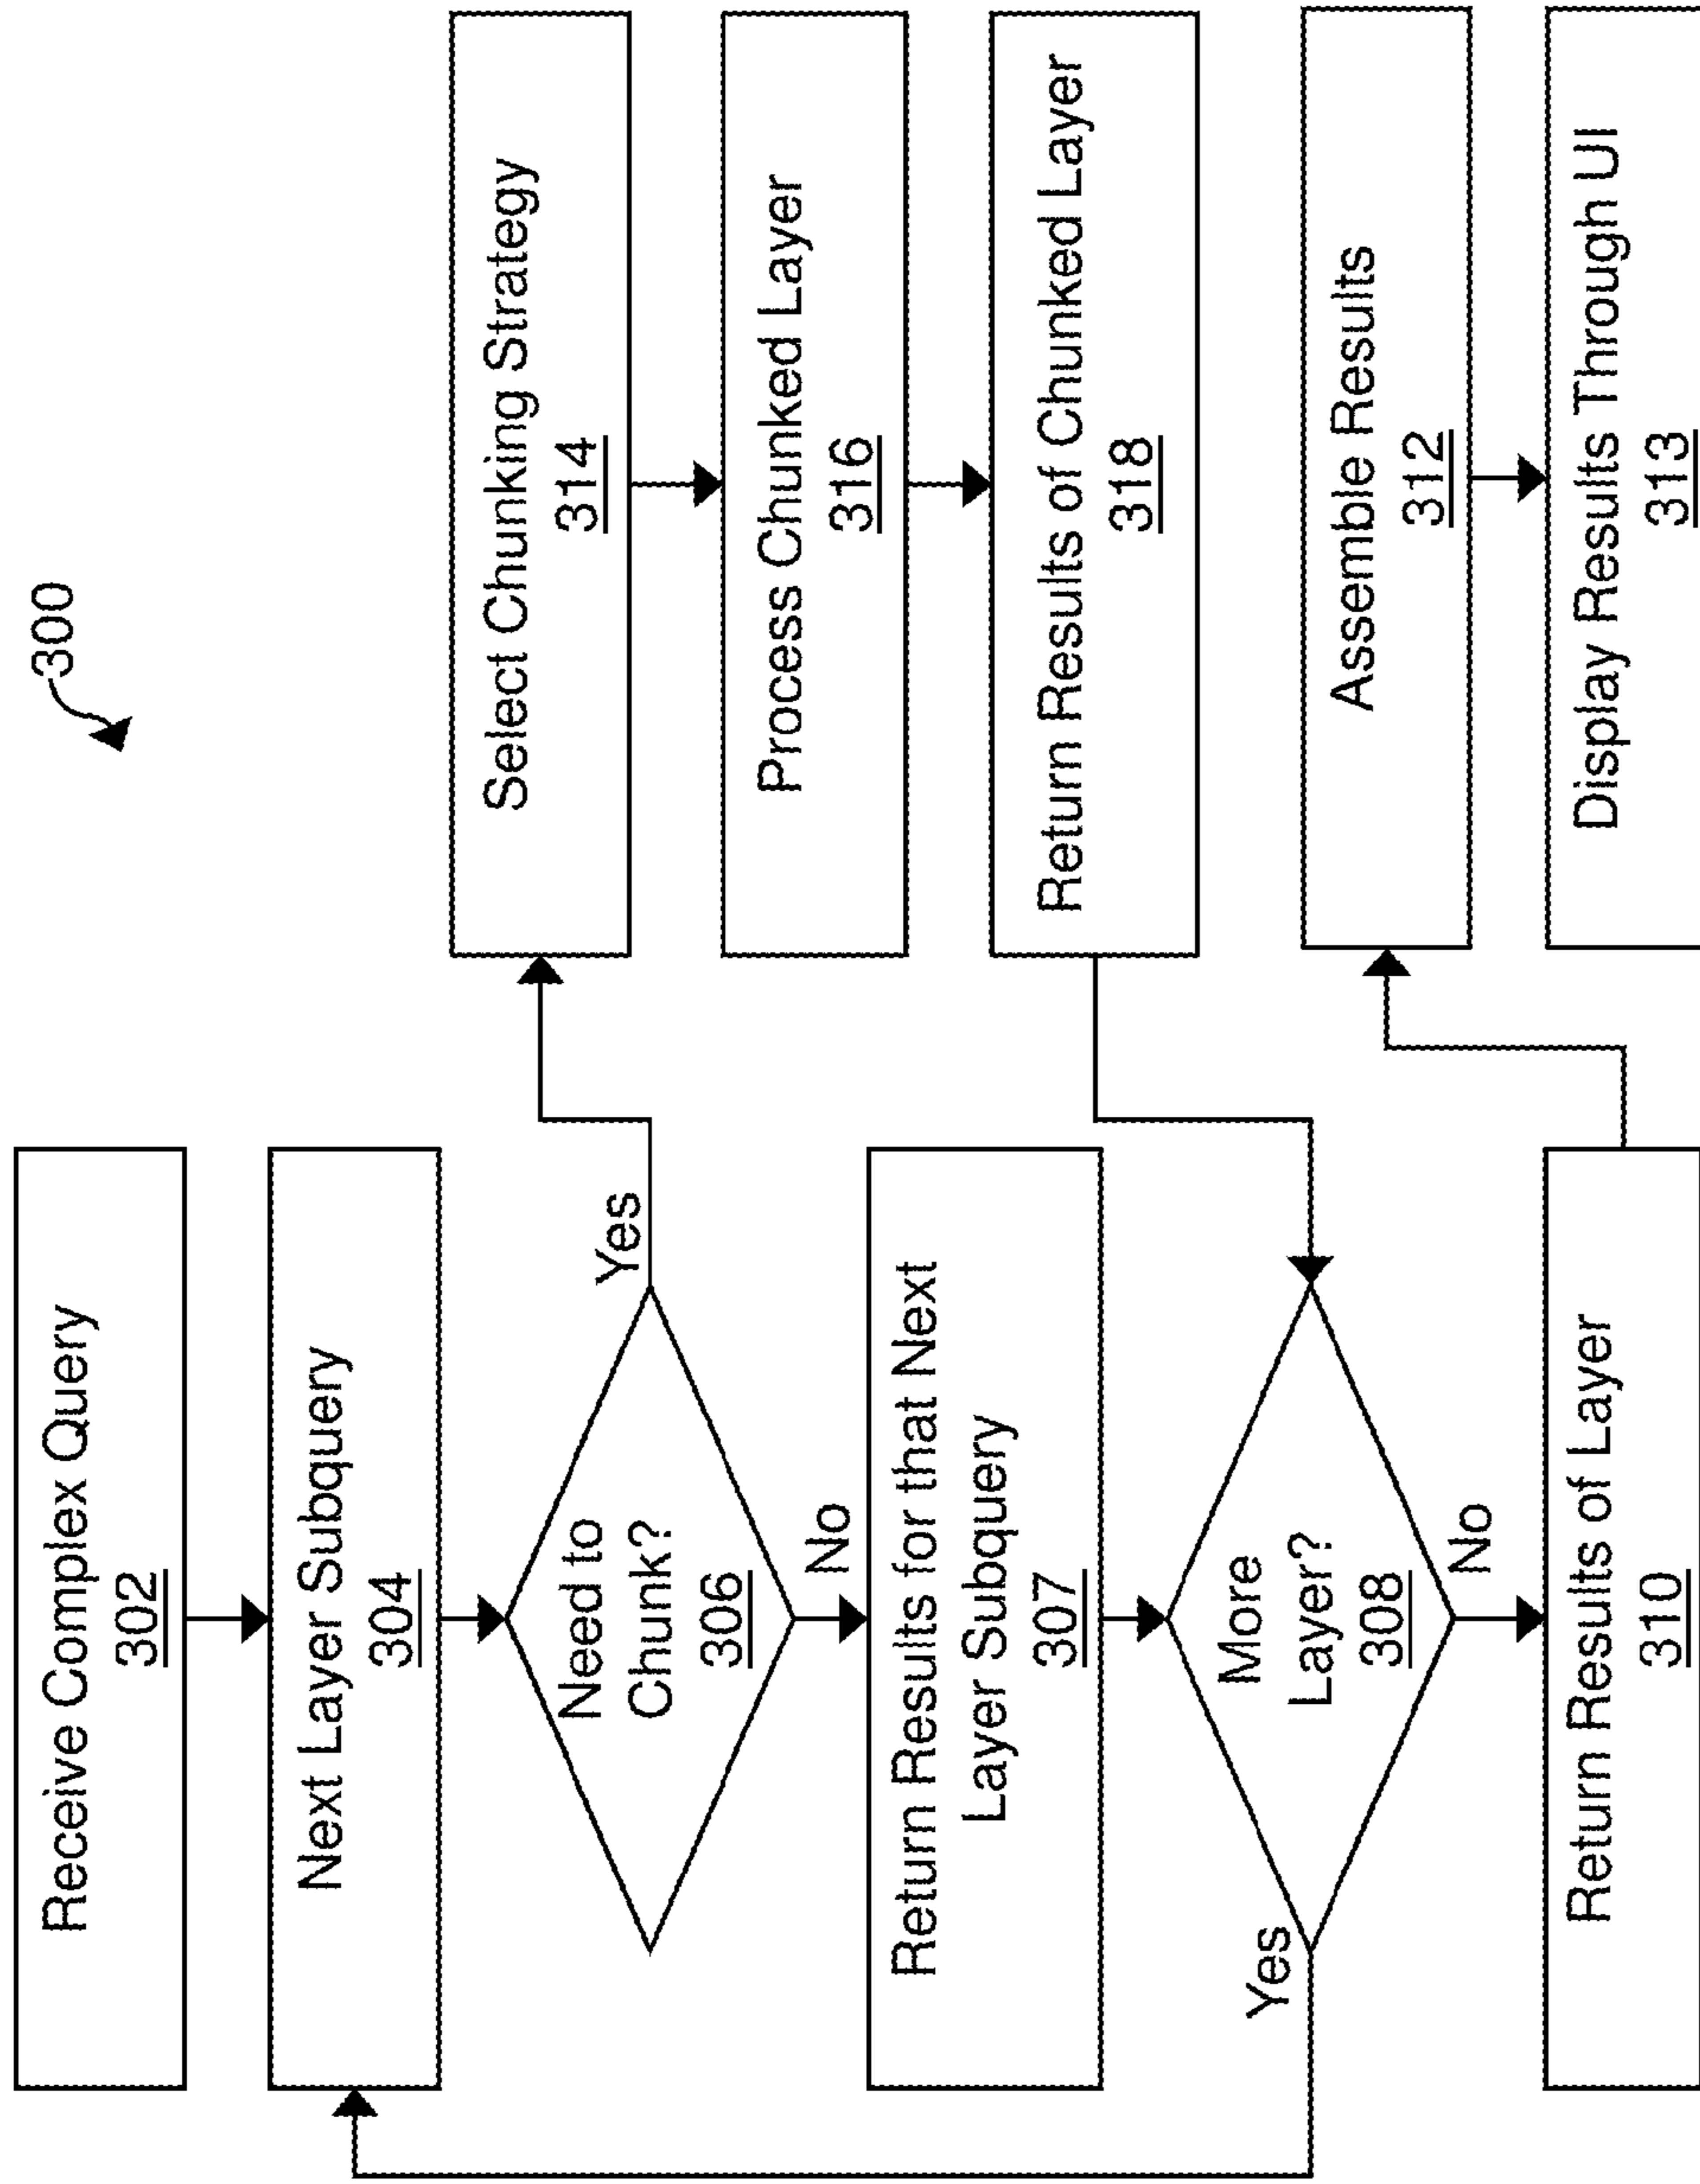 300
Receive Complex Query
302
Next Layer Subquery
304
Need to
Chunk?
306
Yes
No
Return Results for that Next
Layer Subquery
307
More
Layer?
308
Yes
No
Return Results of Layer
310
Select Chunking Strategy
314
Process Chunked Layer
316
Return Results of Chunked Layer
318
Assemble Results
312
Display Results Through UI
313